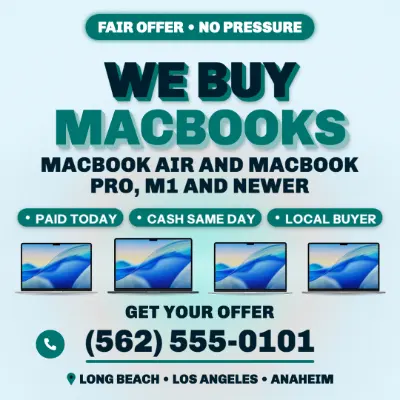 FAIR OFFER • NO PRESSURE
WE BUY
MACBOOKS
MACBOOK AIR AND MACBOOK
PRO, M1 AND NEWER
• PAID TODAY • CASH SAME DAY • LOCAL BUYER
GET YOUR OFFER
(562) 555-0101
LONG BEACH • LOS ANGELES • ANAHEIM